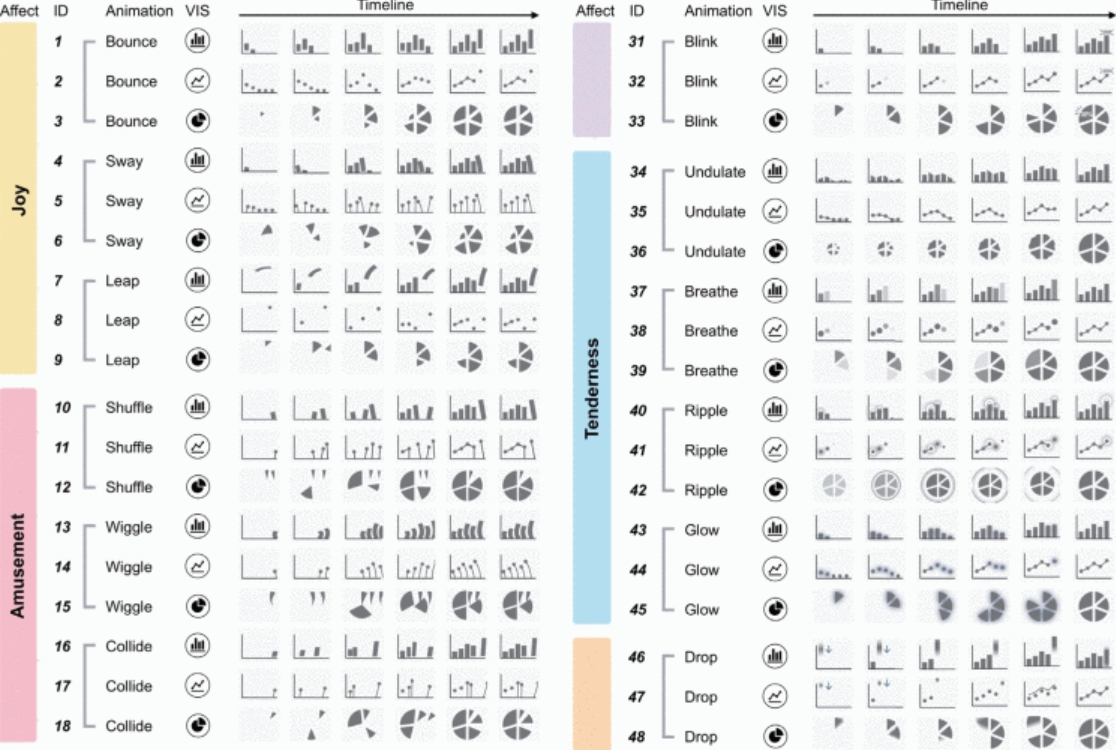 Affect ID Animation VIS Timeline
Joy
1 Bounce
2 Bounce
3 Bounce
4 Sway
5 Sway
6 Sway
7 Leap
8 Leap
9 Leap
Amusement
10 Shuffle
11 Shuffle
12 Shuffle
13 Wiggle
14 Wiggle
15 Wiggle
16 Collide
17 Collide
18 Collide
Affect ID Animation VIS Timeline
31 Blink
32 Blink
33 Blink
Tenderness
34 Undulate
35 Undulate
36 Undulate
37 Breathe
38 Breathe
39 Breathe
40 Ripple
41 Ripple
42 Ripple
43 Glow
44 Glow
45 Glow
46 Drop
47 Drop
48 Drop